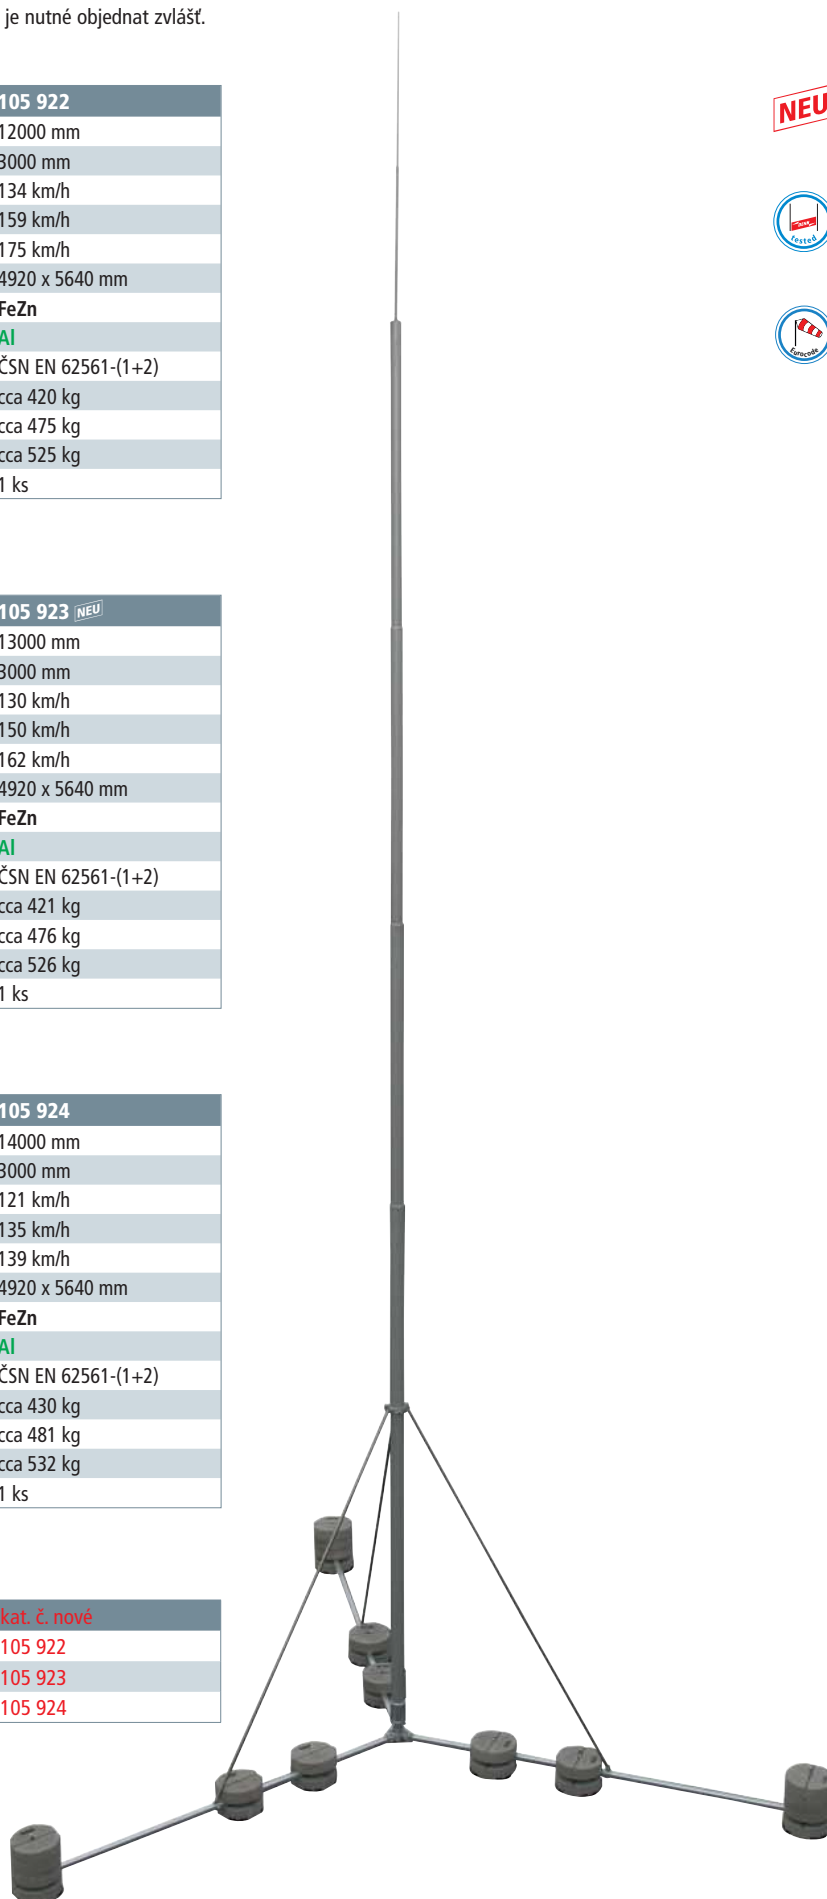 je nutné objednat zvlášť.
105 922
12000 mm
3000 mm
134 km/h
159 km/h
175 km/h
4920 x 5640 mm
FeZn
Al
ČSN EN 62561-(1+2)
cca 420 kg
cca 475 kg
cca 525 kg
1 ks
105 923 NEU
13000 mm
3000 mm
130 km/h
150 km/h
162 km/h
4920 x 5640 mm
FeZn
Al
ČSN EN 62561-(1+2)
cca 421 kg
cca 476 kg
cca 526 kg
1 ks
105 924
14000 mm
3000 mm
121 km/h
135 km/h
139 km/h
4920 x 5640 mm
FeZn
Al
ČSN EN 62561-(1+2)
cca 430 kg
cca 481 kg
cca 532 kg
1 ks
kat. č. nové
105 922
105 923
105 924
NEU
DEHN
tested
Eurocode